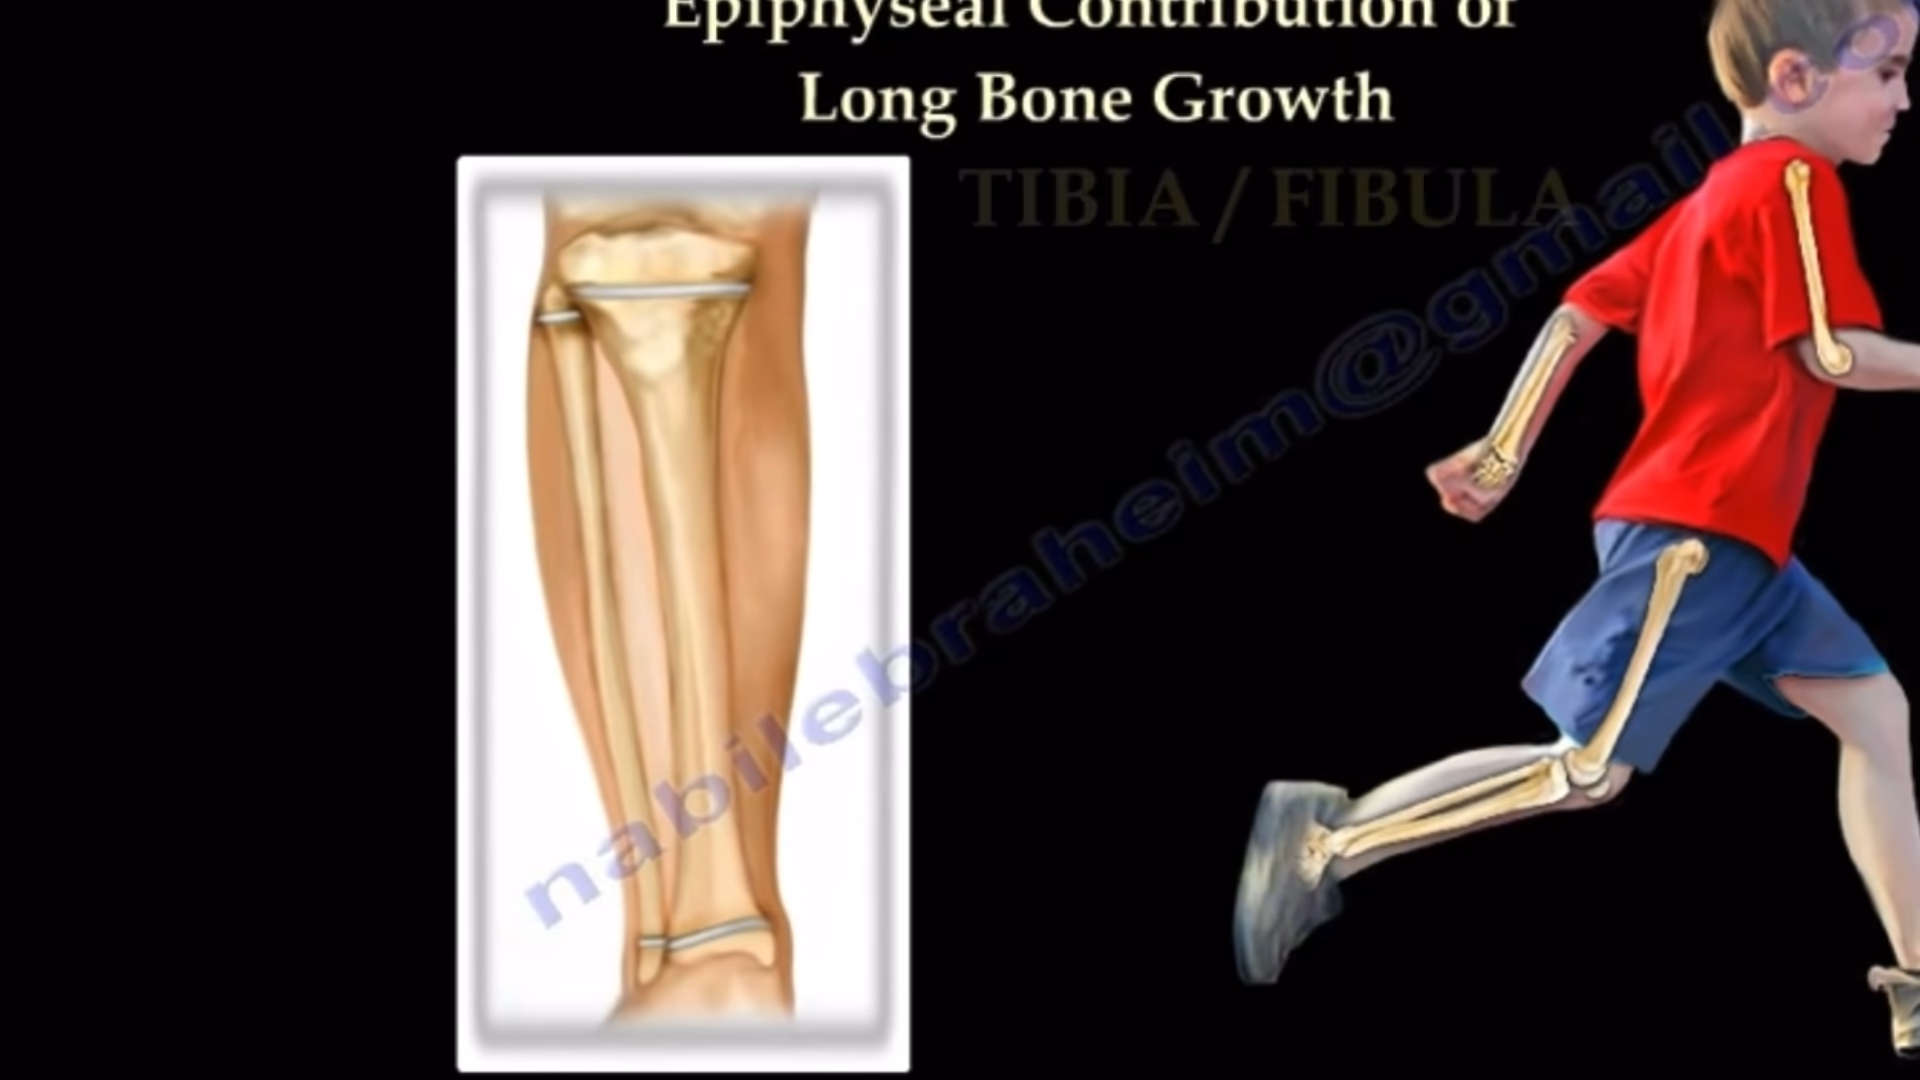 Epiphyseal Contribution of
Long Bone Growth
TIBIA / FIBULA
nabilebraheim@gmail.co